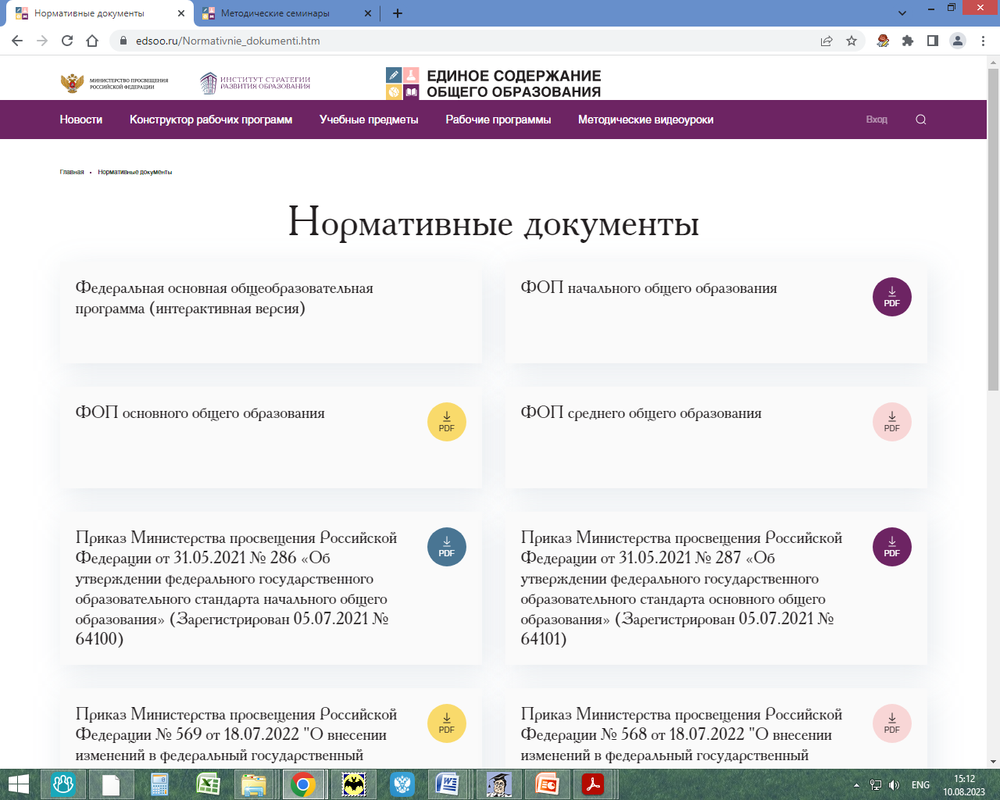 Нормативные документы
Методические семинары
edsoo.ru/Normativnie_dokumenti.htm
МИНИСТЕРСТВО ПРОСВЕЩЕНИЯ
РОССИЙСКОЙ ФЕДЕРАЦИИ
ИНСТИТУТ СТРАТЕГИИ
РАЗВИТИЯ ОБРАЗОВАНИЯ
ЕДИНОЕ СОДЕРЖАНИЕ
ОБЩЕГО ОБРАЗОВАНИЯ
Новости
Конструктор рабочих программ
Учебные предметы
Рабочие программы
Методические видеоуроки
Вход
Главная • Нормативные документы
Нормативные документы
Федеральная основная общеобразовательная
программа (интерактивная версия)
ФОП начального общего образования
PDF
ФОП основного общего образования
PDF
ФОП среднего общего образования
PDF
Приказ Министерства просвещения Российской
Федерации от 31.05.2021 № 286 «Об
утверждении федерального государственного
образовательного стандарта начального общего
образования» (Зарегистрирован 05.07.2021 №
64100)
PDF
Приказ Министерства просвещения Российской
Федерации от 31.05.2021 № 287 «Об
утверждении федерального государственного
образовательного стандарта основного общего
образования» (Зарегистрирован 05.07.2021 №
64101)
PDF
Приказ Министерства просвещения Российской
Федерации № 569 от 18.07.2022 "О внесении
изменений в федеральный государственный
PDF
Приказ Министерства просвещения Российской
Федерации № 568 от 18.07.2022 "О внесении
изменений в федеральный государственный
PDF
ENG
15:12
10.08.2023